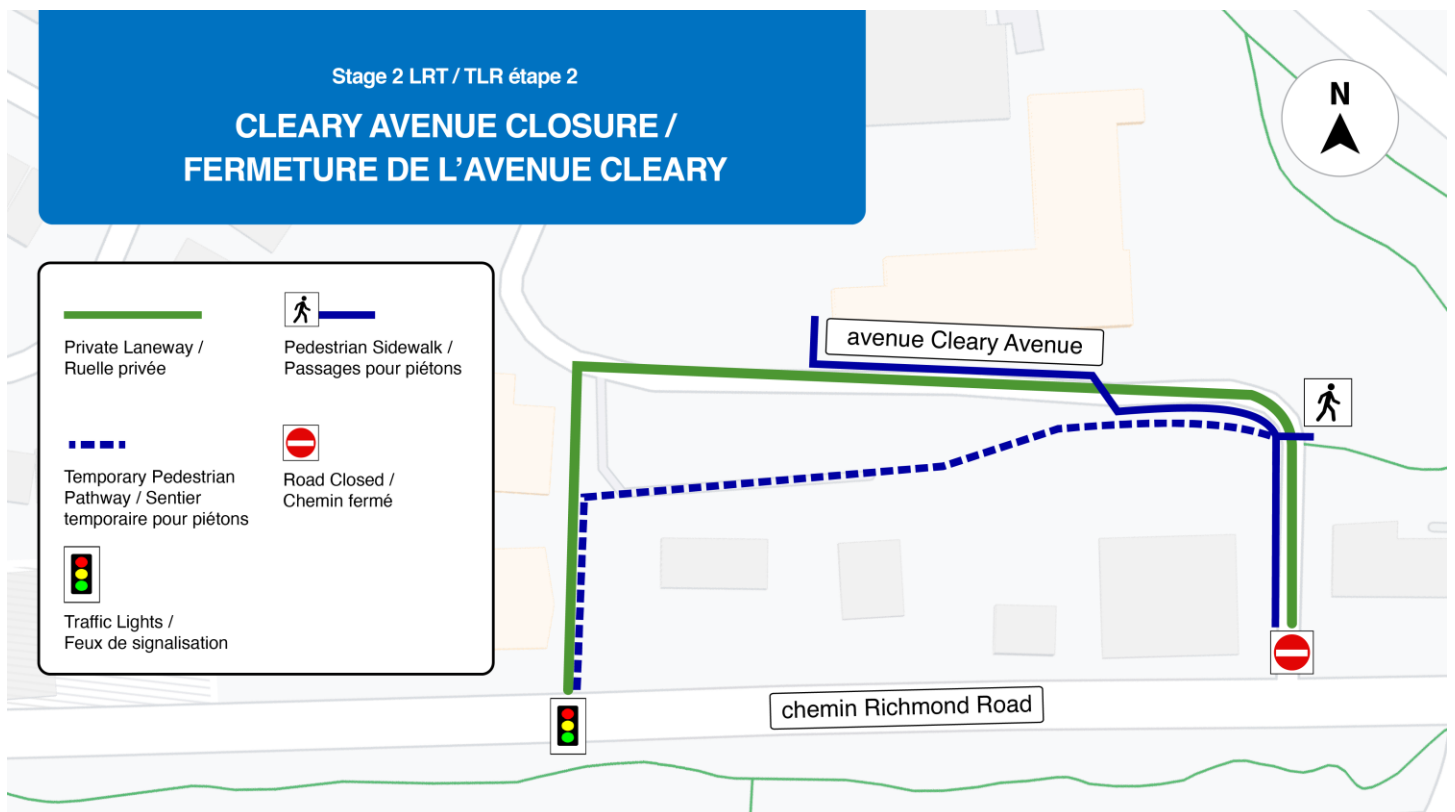 Stage 2 LRT / TLR étape 2
CLEARY AVENUE CLOSURE /
FERMETURE DE L'AVENUE CLEARY
N
Private Laneway /
Ruelle privée
Pedestrian Sidewalk /
Passages pour piétons
Temporary Pedestrian
Pathway / Sentier
temporaire pour piétons
Road Closed /
Chemin fermé
Traffic Lights /
Feux de signalisation
avenue Cleary Avenue
chemin Richmond Road